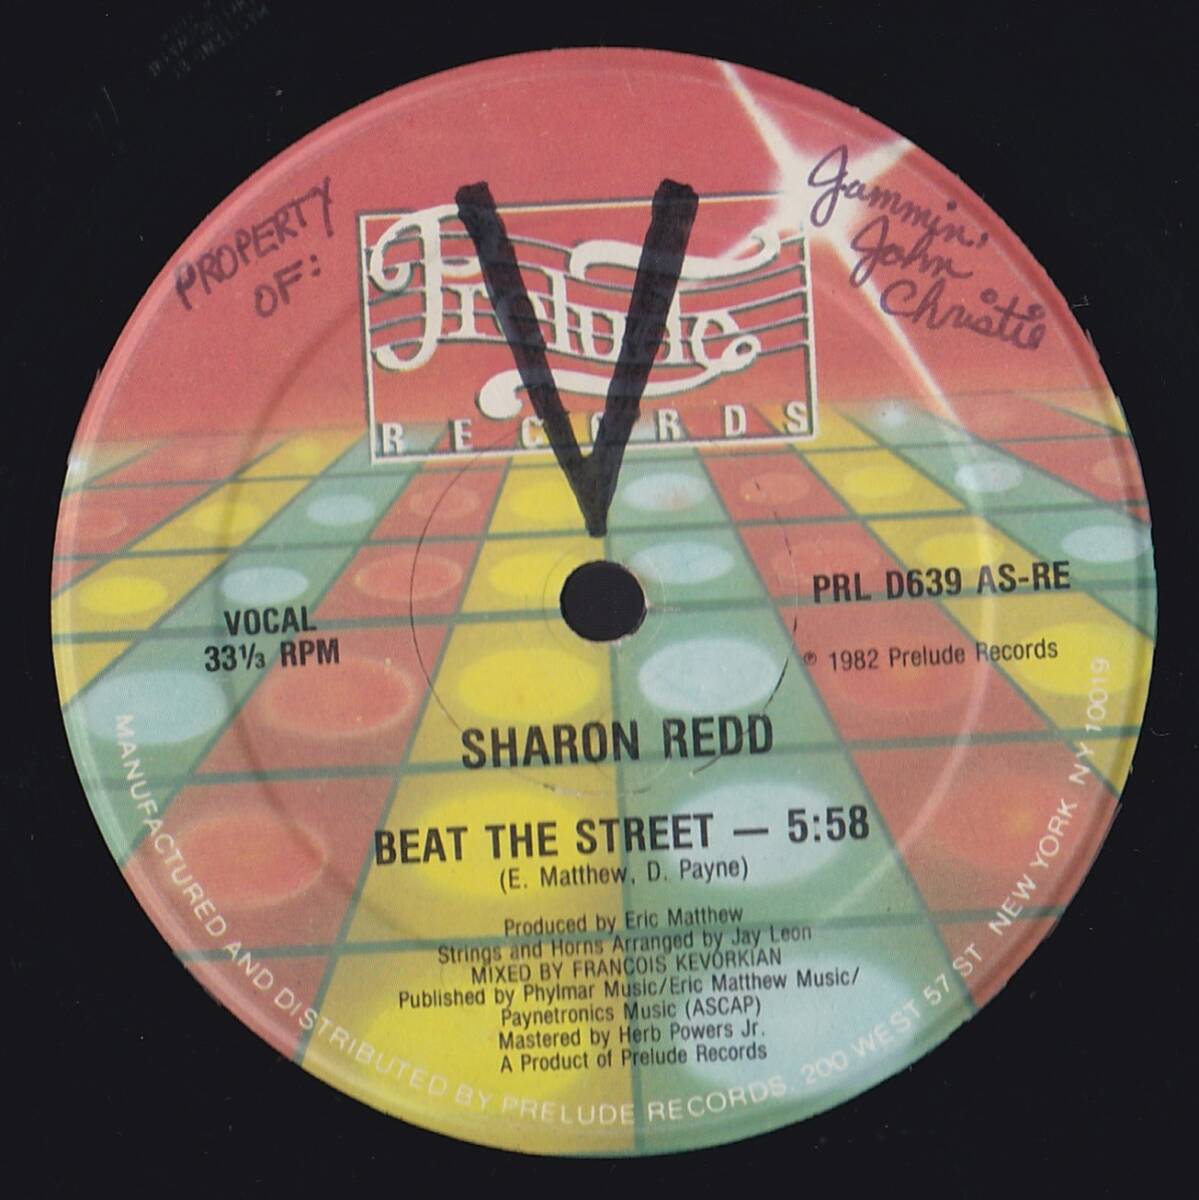 PROPERTY
OF:
Jammin'
John
Christie
V
Prelude
RECORDS
VOCAL
33⅓ RPM
PRL D639 AS-RE
℗ 1982 Prelude Records
SHARON REDD
BEAT THE STREET — 5:58
(E. Matthew, D. Payne)
Produced by Eric Matthew
Strings and Horns Arranged by Jay Leon
MIXED BY FRANCOIS KEVORKIAN
Published by Phylmar Music/Eric Matthew Music/
Paynetronics Music (ASCAP)
Mastered by Herb Powers Jr.
A Product of Prelude Records
MANUFACTURED AND DISTRIBUTED BY PRELUDE RECORDS. 200 WEST 57 ST NEW YORK NY 10019